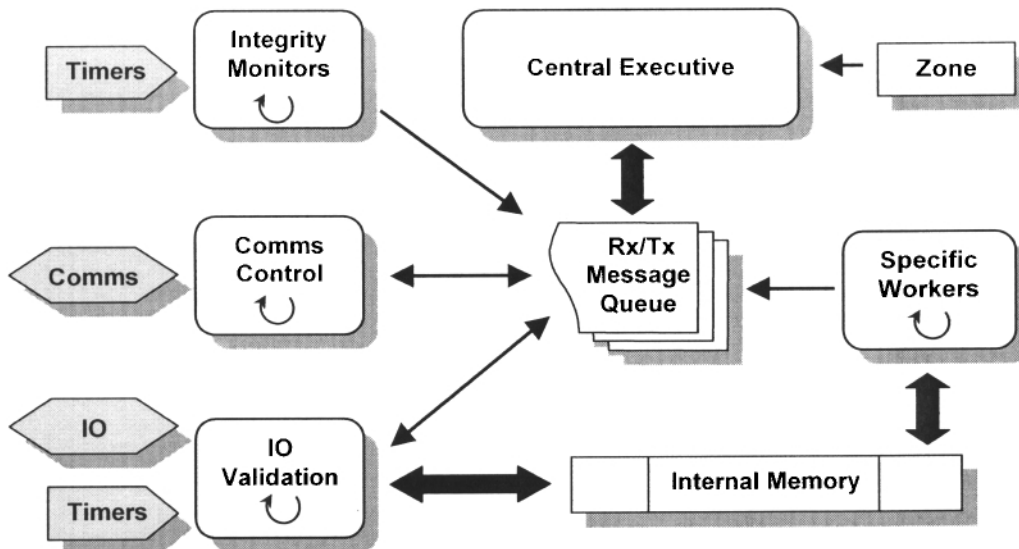 Timers
Integrity
Monitors
Central Executive
Zone
Comms
Comms
Control
Rx/Tx
Message
Queue
Specific
Workers
IO
Timers
IO
Validation
Internal Memory